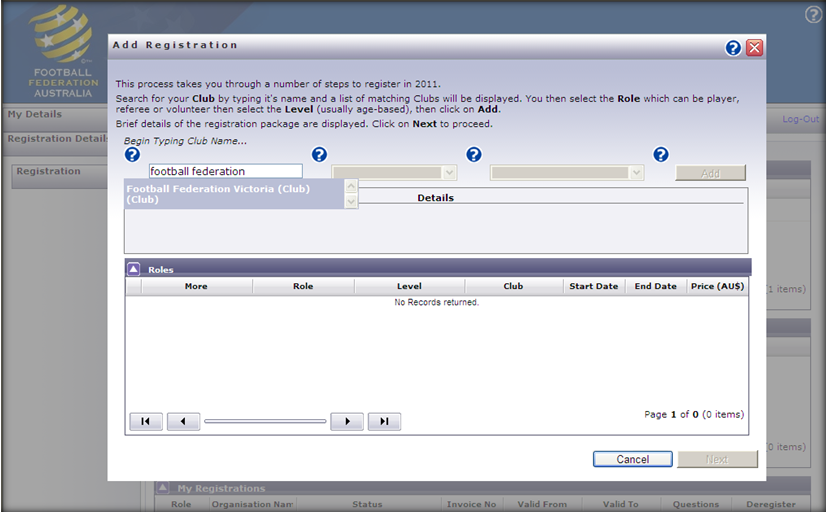 FOOTBALL
FEDERATION
AUSTRALIA
Add Registration
This process takes you through a number of steps to register in 2011.
Search for your Club by typing it's name and a list of matching Clubs will be displayed. You then select the Role which can be player,
referee or volunteer then select the Level (usually age-based), then click on Add.
Brief details of the registration package are displayed. Click on Next to proceed.
My Details
Log-Out
Registration Details
Begin Typing Club Name...
Registration
football federation
Add
Football Federation Victoria (Club)
(Club)
Details
Roles
More Role Level Club Start Date End Date Price (AU$)
(1 items)
No Records returned.
Page 1 of 0 (0 items)
(0 items)
Cancel Next
My Registrations
Role Organisation Nam Status Invoice No Valid From Valid To Questions Deregister